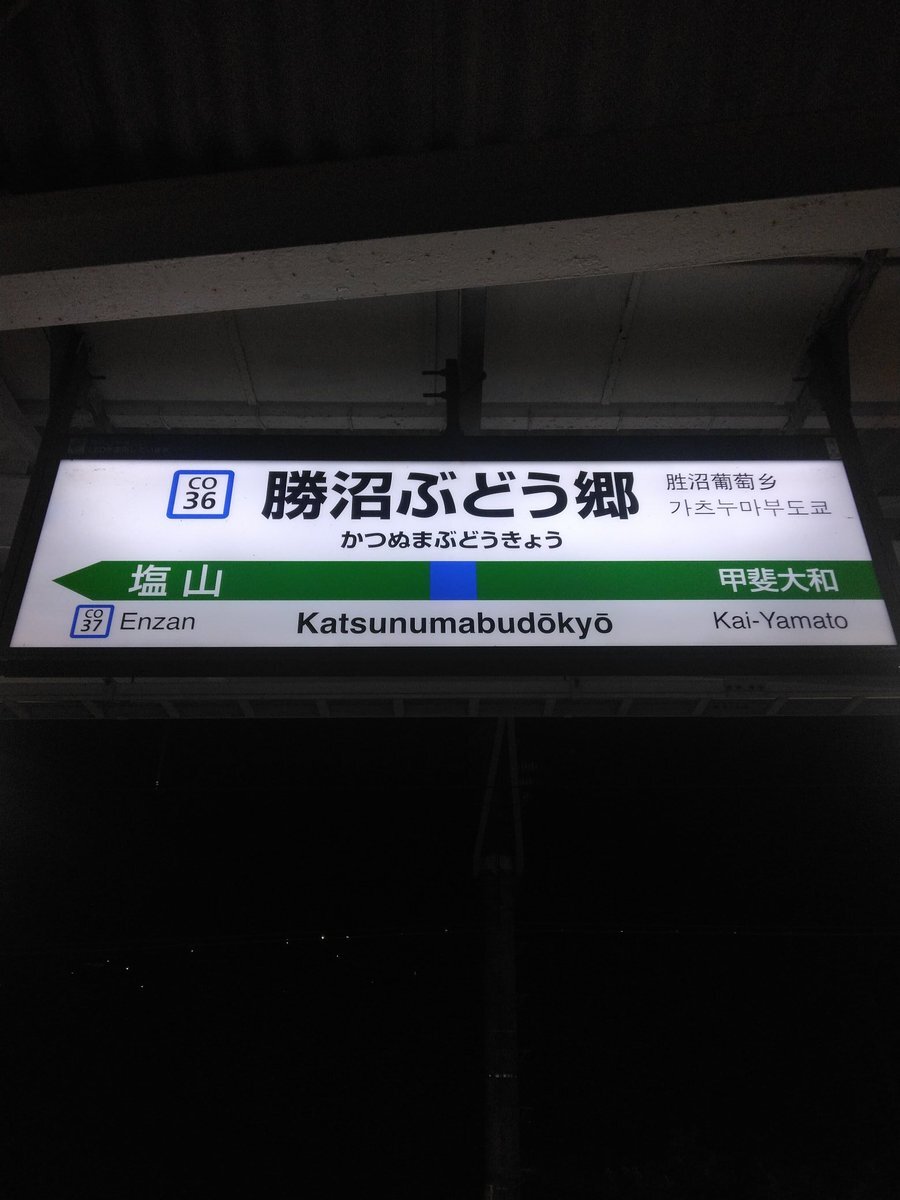 CO
36
勝沼ぶどう郷
胜沼葡萄乡
가츠누마부도쿄
かつぬまぶどうきょう
塩山
甲斐大和
CO
37
Enzan
Katsunumabudōkyō
Kai-Yamato